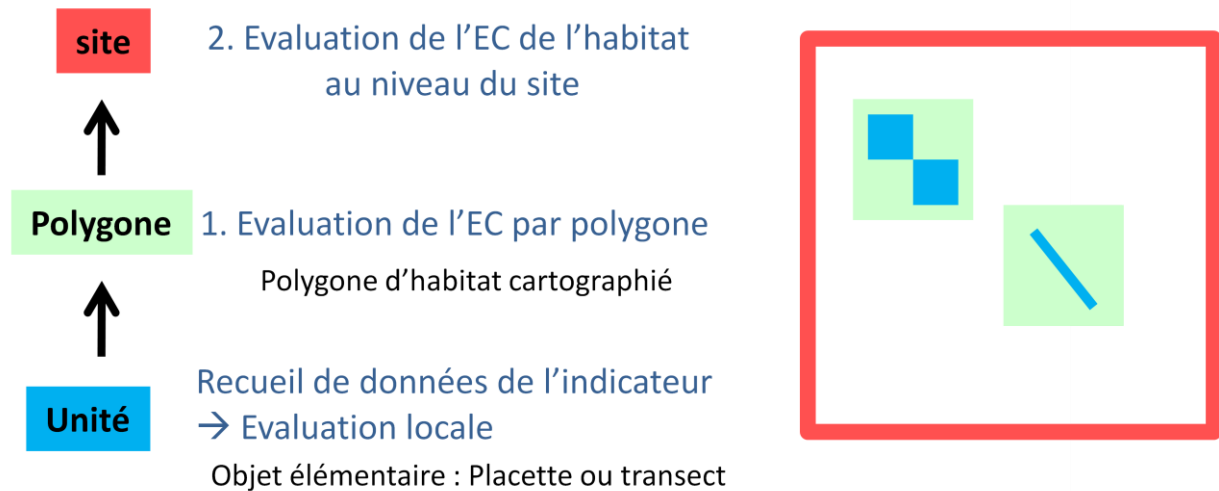 site
2. Evaluation de l’EC de l’habitat
au niveau du site
Polygone
1. Evaluation de l’EC par polygone
Polygone d’habitat cartographié
Unité
Recueil de données de l’indicateur
→ Evaluation locale
Objet élémentaire : Placette ou transect